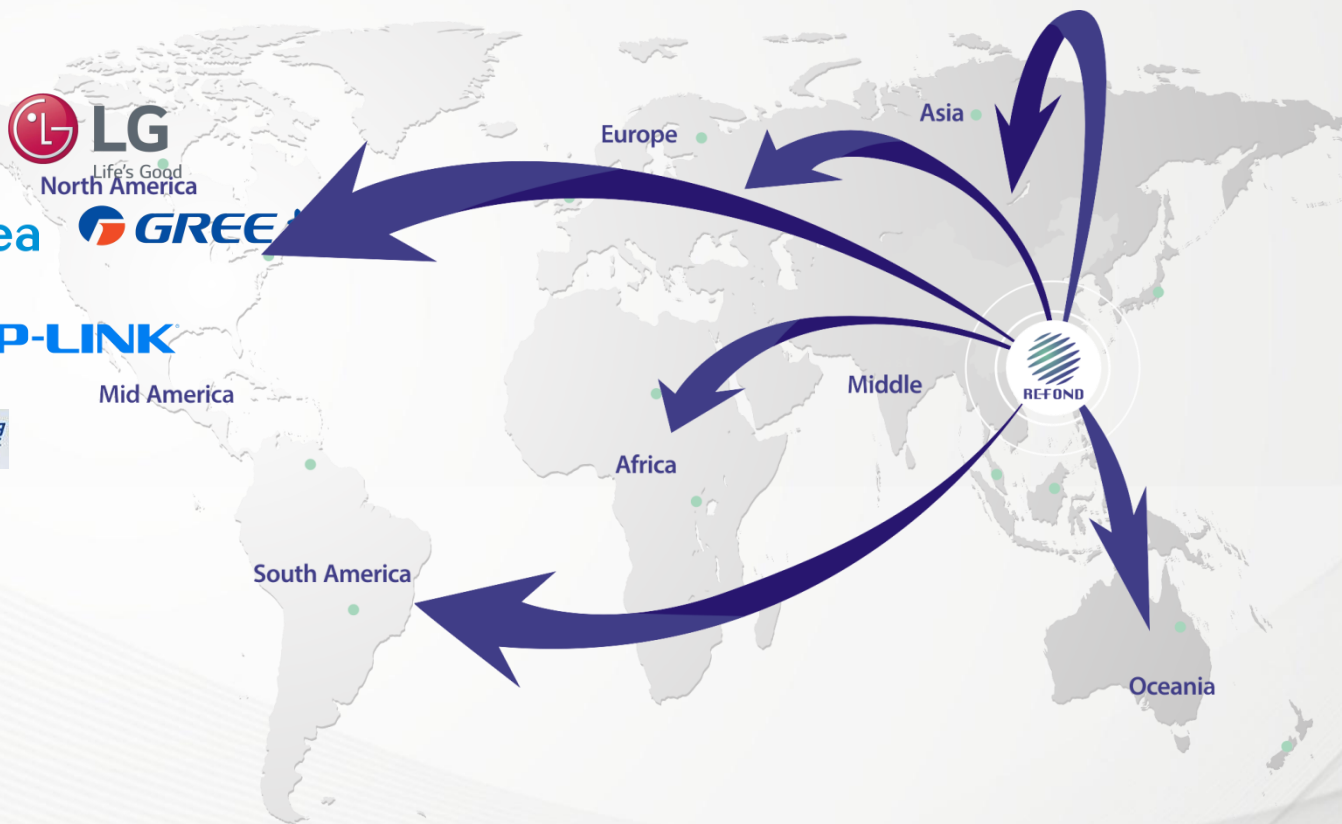 LG
Life's Good
North America
ea
GREE
P-LINK
Mid America
South America
Europe
Asia
Africa
Middle
REFOND
Oceania